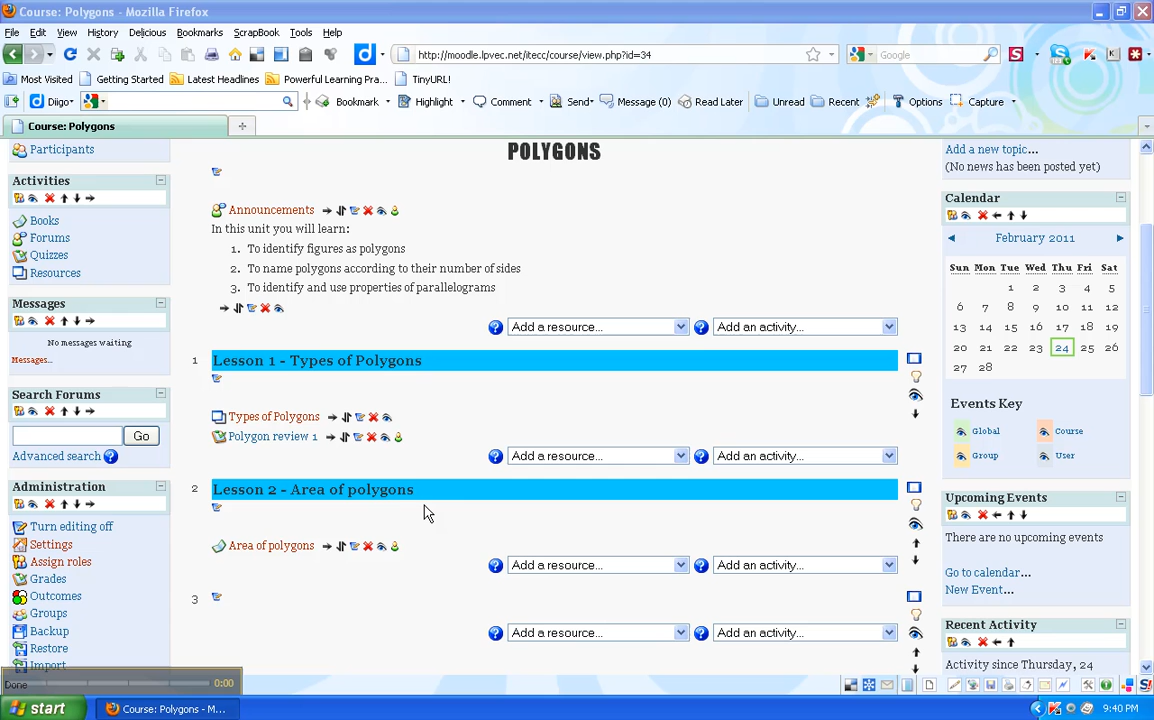 Course: Polygons - Mozilla Firefox
File Edit View History Delicious Bookmarks ScrapBook Tools Help
http://moodle.lpvec.net/itecc/course/view.php?id=34
Google
Most Visited Getting Started Latest Headlines Powerful Learning Pra... TinyURL!
Diigo Bookmark Highlight Comment Send Message (0) Read Later Unread Recent Options Capture
Course: Polygons
Participants
Activities
Books
Forums
Quizzes
Resources
Messages
No messages waiting
Messages...
Search Forums
Go
Advanced search
Administration
Turn editing off
Settings
Assign roles
Grades
Outcomes
Groups
Backup
Restore
Import
POLYGONS
Announcements
In this unit you will learn:
1. To identify figures as polygons
2. To name polygons according to their number of sides
3. To identify and use properties of parallelograms
Add a resource... Add an activity...
1 Lesson 1 - Types of Polygons
Types of Polygons
Polygon review 1
Add a resource... Add an activity...
2 Lesson 2 - Area of polygons
Area of polygons
Add a resource... Add an activity...
3
Add a resource... Add an activity...
Add a new topic...
(No news has been posted yet)
Calendar
February 2011
Sun Mon Tue Wed Thu Fri Sat
1 2 3 4 5
6 7 8 9 10 11 12
13 14 15 16 17 18 19
20 21 22 23 24 25 26
27 28
Events Key
Global Course
Group User
Upcoming Events
There are no upcoming events
Go to calendar...
New Event...
Recent Activity
Activity since Thursday, 24
Done 0:00
start Course: Polygons - M... 9:40 PM